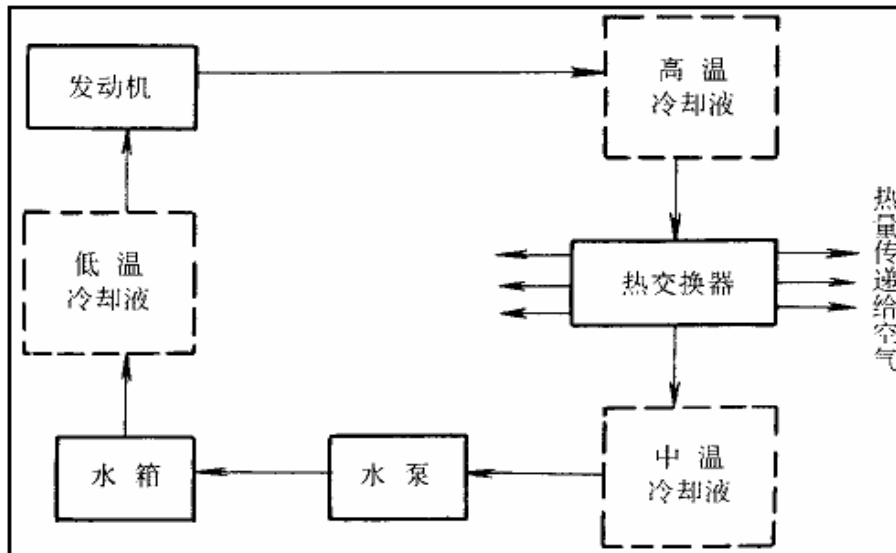 发动机
高温
冷却液
热量传递给空气
低温
冷却液
热交换器
水箱
水泵
中温
冷却液